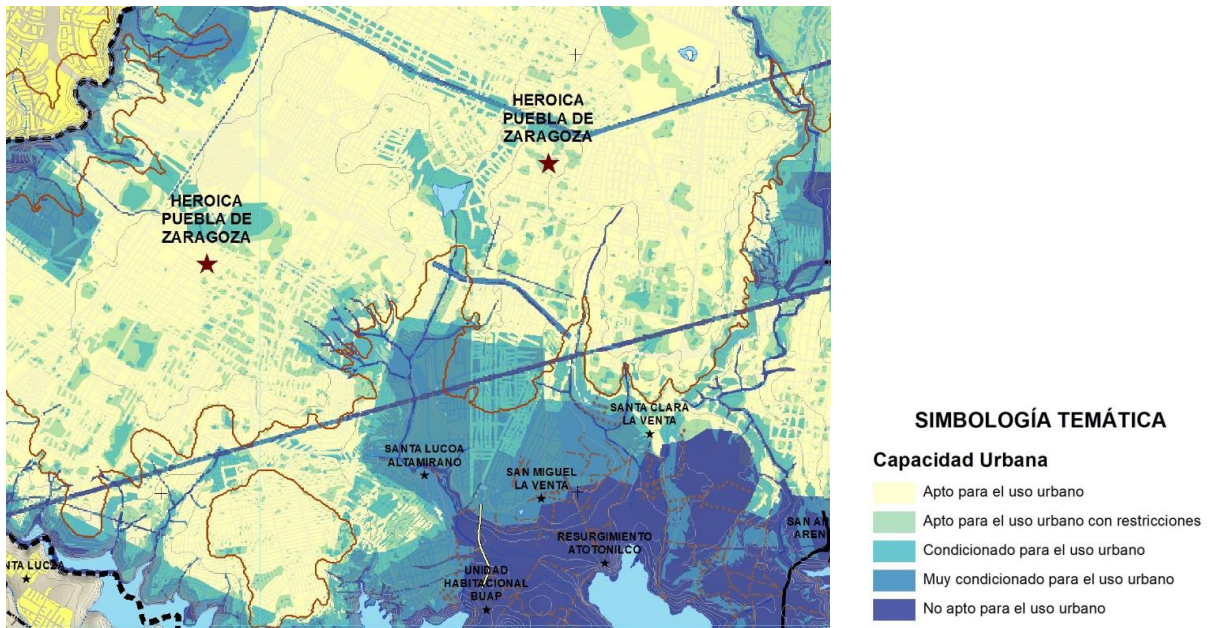 HEROICA
PUEBLA DE
ZARAGOZA
HEROICA
PUEBLA DE
ZARAGOZA
SANTA CLARA
LA VENTA
SANTA LUCOA
ALTAMIRANO
SAN MIGUEL
LA VENTA
RESURGIMIENTO
ATOTONILCO
UNIDAD
HABITACIONAL
BUAP
SAN A
AREN
NTA LUCZA
SIMBOLOGÍA TEMÁTICA
Capacidad Urbana
Apto para el uso urbano
Apto para el uso urbano con restricciones
Condicionado para el uso urbano
Muy condicionado para el uso urbano
No apto para el uso urbano